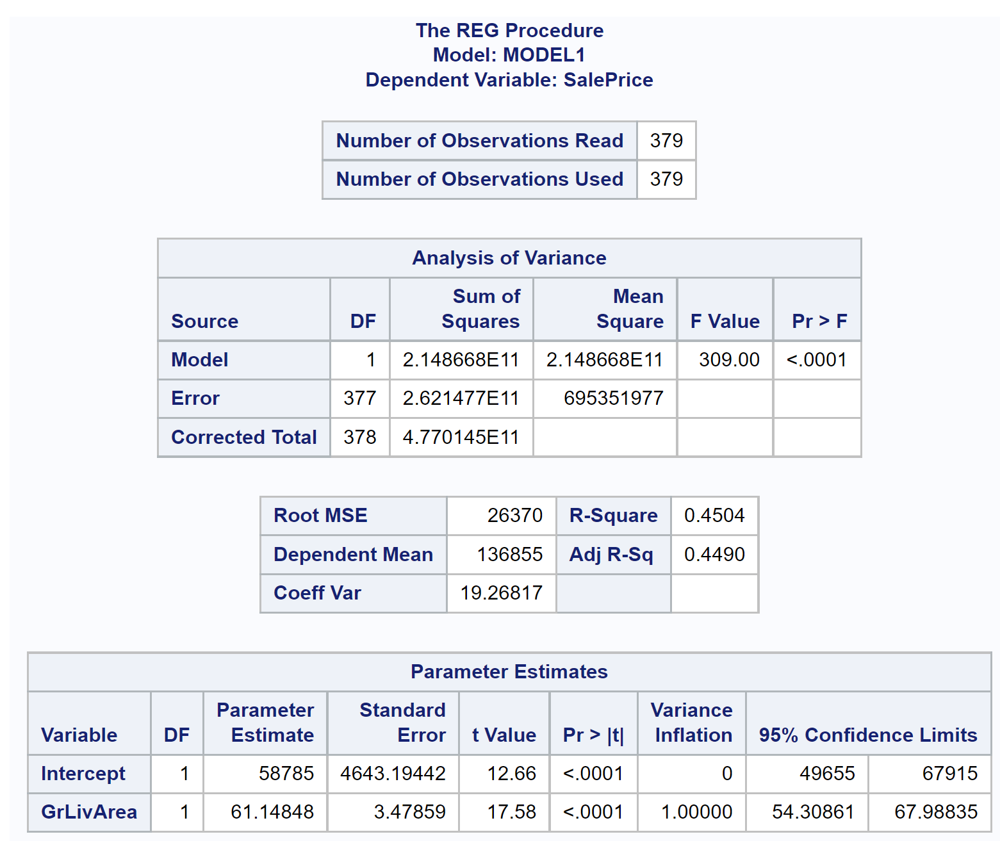 The REG Procedure
Model: MODEL1
Dependent Variable: SalePrice
Number of Observations Read 379
Number of Observations Used 379
Analysis of Variance
Source DF Sum of Squares Mean Square F Value Pr > F
Model 1 2.148668E11 2.148668E11 309.00 <.0001
Error 377 2.621477E11 695351977
Corrected Total 378 4.770145E11
Root MSE 26370 R-Square 0.4504
Dependent Mean 136855 Adj R-Sq 0.4490
Coeff Var 19.26817
Parameter Estimates
Variable DF Parameter Estimate Standard Error t Value Pr > |t| Variance Inflation 95% Confidence Limits
Intercept 1 58785 4643.19442 12.66 <.0001 0 49655 67915
GrLivArea 1 61.14848 3.47859 17.58 <.0001 1.00000 54.30861 67.98835